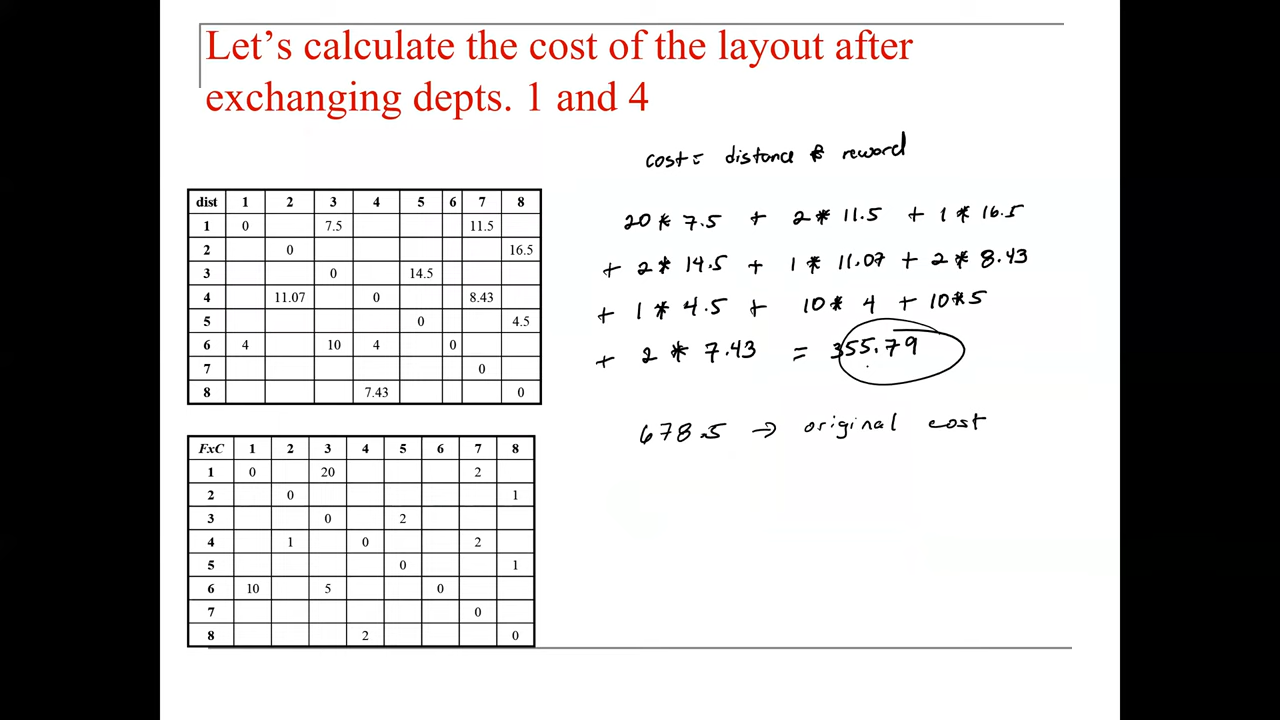 Let’s calculate the cost of the layout after
exchanging depts. 1 and 4
cost = distance * reword
dist 1 2 3 4 5 6 7 8
1 0 7.5 11.5
2 0 16.5
3 0 14.5
4 11.07 0 8.43
5 0 4.5
6 4 10 4 0
7 0
8 7.43 0
20 * 7.5 + 2 * 11.5 + 1 * 16.5
+ 2 * 14.5 + 1 * 11.07 + 2 * 8.43
+ 1 * 4.5 + 10 * 4 + 10 * 5
+ 2 * 7.43 = 355.79
678.5 → original cost
FxC 1 2 3 4 5 6 7 8
1 0 20 2
2 0 1
3 0 2
4 1 0 2
5 0 1
6 10 5 0
7 0
8 2 0